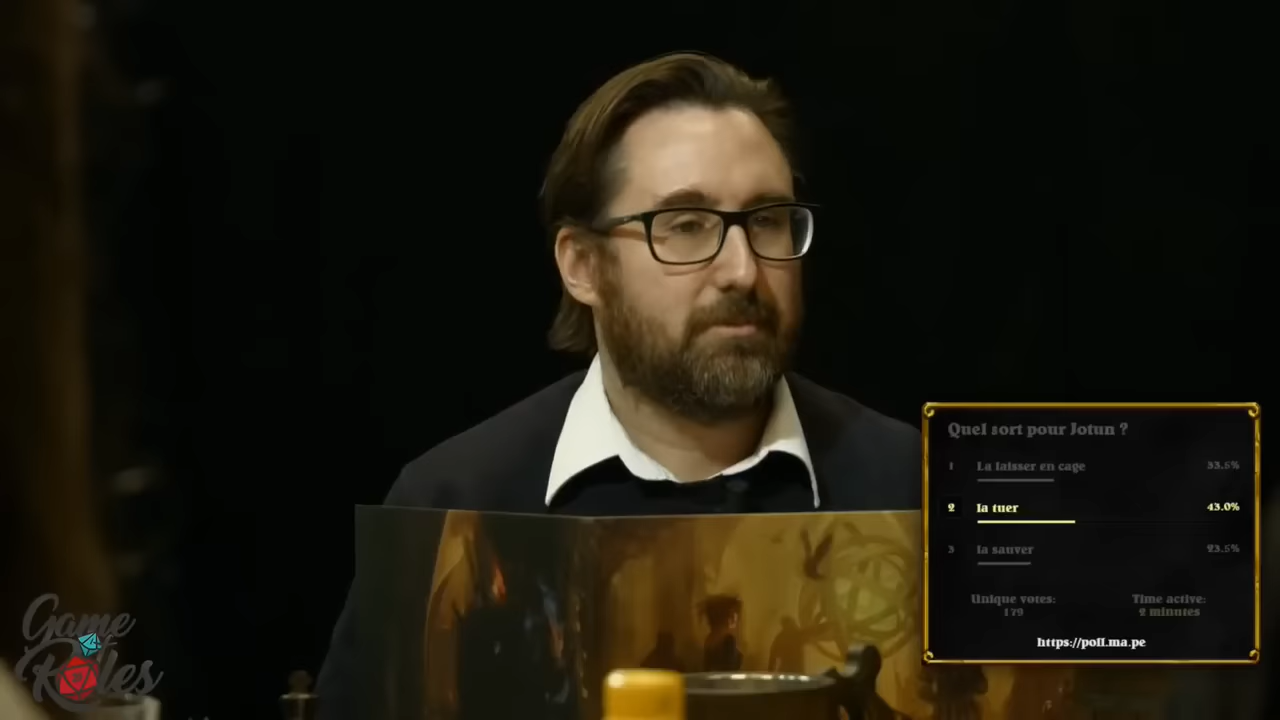 Quel sort pour Jotun ?
1 La laisser en cage 33.5%
2 la tuer 43.0%
3 la sauver 23.5%
Unique votes: Time active:
179 2 minutes
https://poll.ma.pe
Game
Rôles